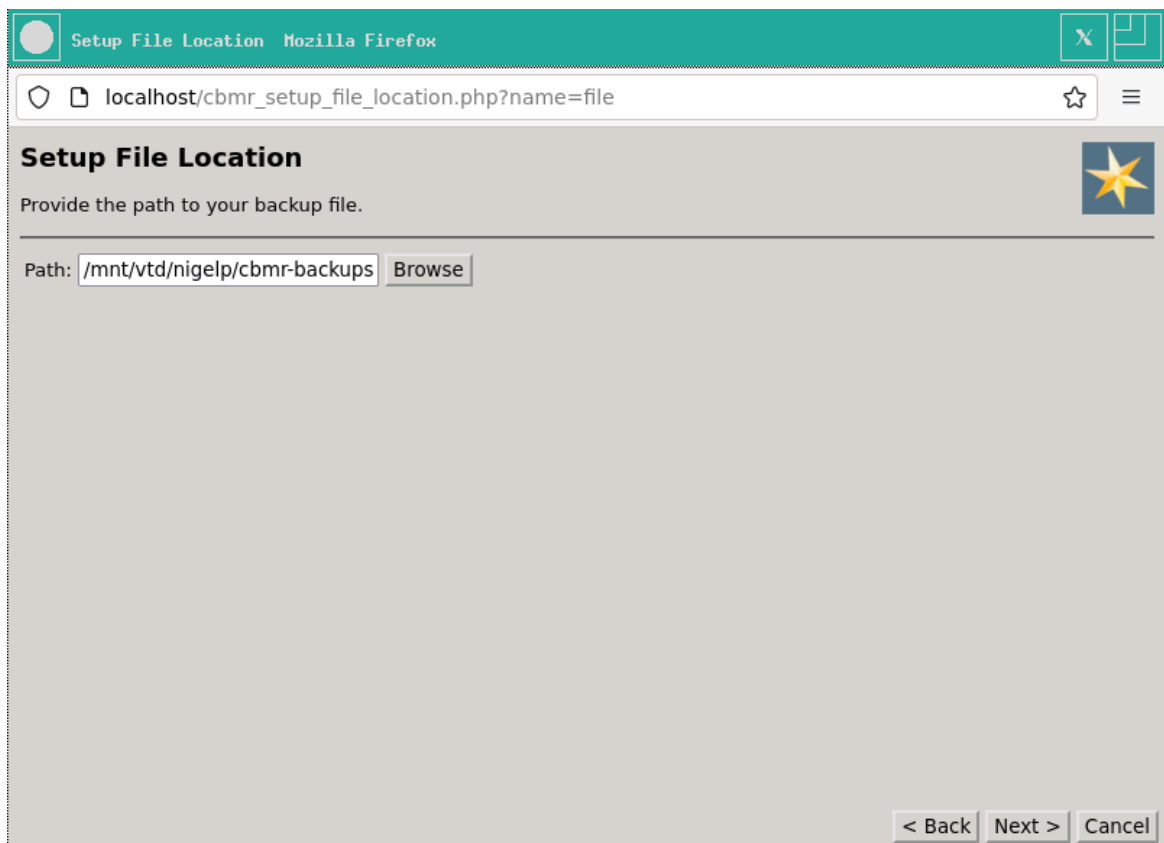 Setup File Location Mozilla Firefox
X
localhost/cbmr_setup_file_location.php?name=file
Setup File Location
Provide the path to your backup file.
Path: /mnt/vtd/nigelp/cbmr-backups Browse
< Back Next > Cancel